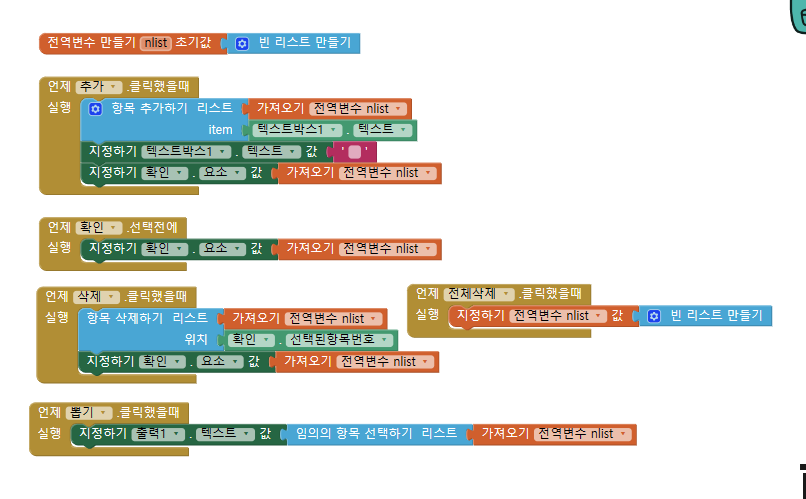 전역변수 만들기 nlist 초기값 빈 리스트 만들기
언제 추가 .클릭했을때
실행 항목 추가하기 리스트 가져오기 전역변수 nlist
item 텍스트박스1 . 텍스트
지정하기 텍스트박스1 . 텍스트 값 ' '
지정하기 확인 . 요소 값 가져오기 전역변수 nlist
언제 확인 .선택전에
실행 지정하기 확인 . 요소 값 가져오기 전역변수 nlist
언제 삭제 .클릭했을때
실행 항목 삭제하기 리스트 가져오기 전역변수 nlist
위치 확인 . 선택된항목번호
지정하기 확인 . 요소 값 가져오기 전역변수 nlist
언제 전체삭제 .클릭했을때
실행 지정하기 전역변수 nlist 값 빈 리스트 만들기
언제 뽑기 .클릭했을때
실행 지정하기 출력1 . 텍스트 값 임의의 항목 선택하기 리스트 가져오기 전역변수 nlist